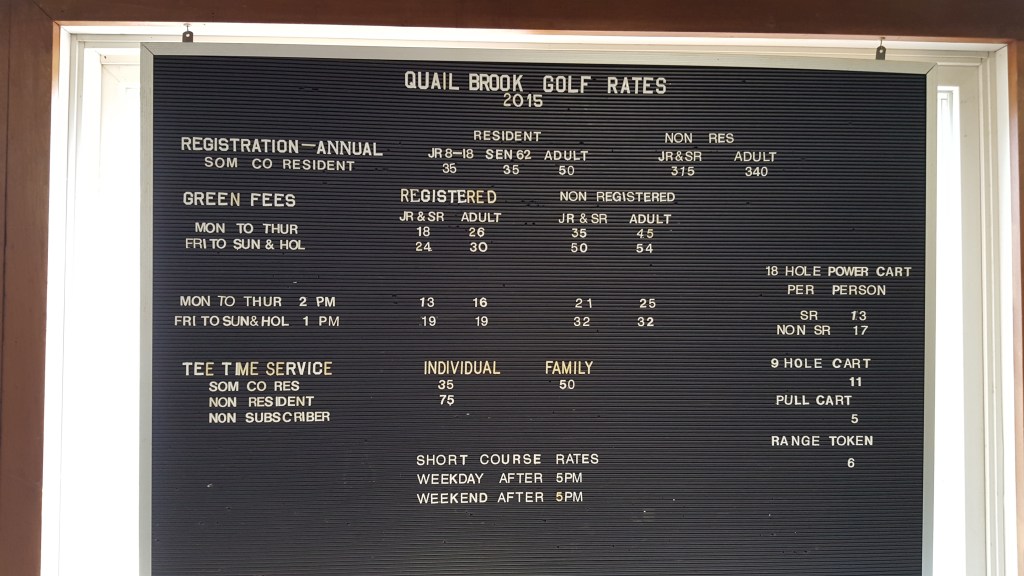 QUAIL BROOK GOLF RATES
2015
RESIDENT NON RES
REGISTRATION—ANNUAL JR 8–18 SEN 62 ADULT JR&SR ADULT
SOM CO RESIDENT 35 35 50 315 340
GREEN FEES REGISTERED NON REGISTERED
JR & SR ADULT JR & SR ADULT
MON TO THUR 18 26 35 45
FRI TO SUN & HOL 24 30 50 54
18 HOLE POWER CART
PER PERSON
MON TO THUR 2 PM 13 16 21 25
SR 13
FRI TO SUN&HOL 1 PM 19 19 32 32
NON SR 17
TEE TIME SERVICE INDIVIDUAL FAMILY
9 HOLE CART
SOM CO RES 35 50
11
NON RESIDENT 75
PULL CART
NON SUBSCRIBER
5
RANGE TOKEN
SHORT COURSE RATES
6
WEEKDAY AFTER 5PM
WEEKEND AFTER 5PM